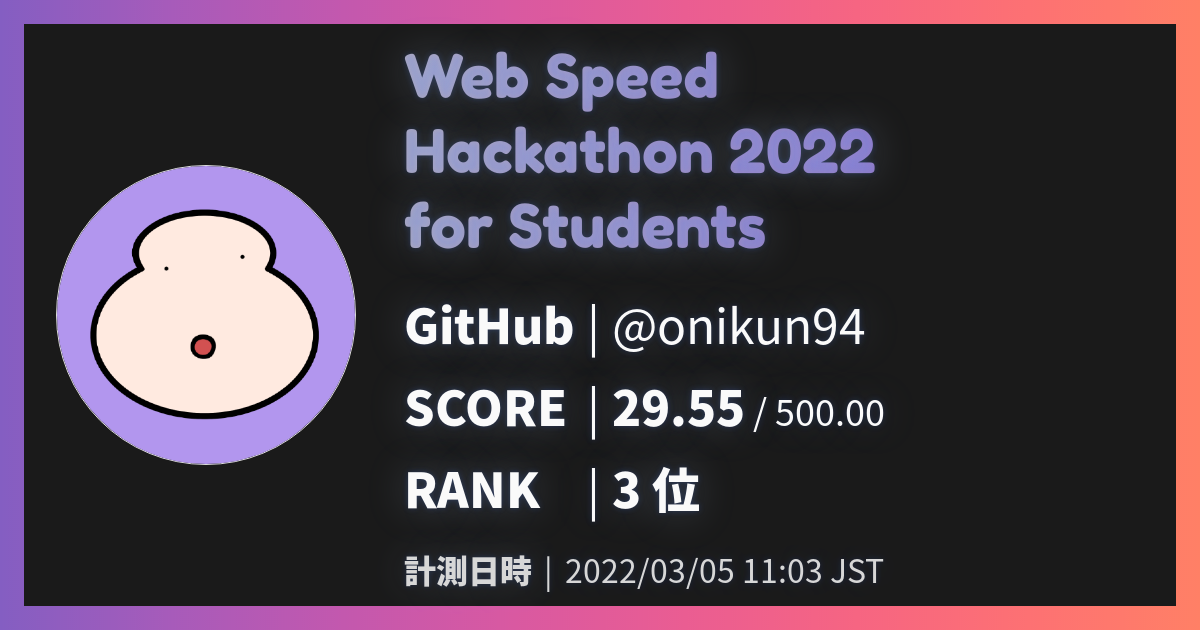 Web Speed
Hackathon 2022
for Students
GitHub | @onikun94
SCORE | 29.55 / 500.00
RANK | 3 位
計測日時 | 2022/03/05 11:03 JST